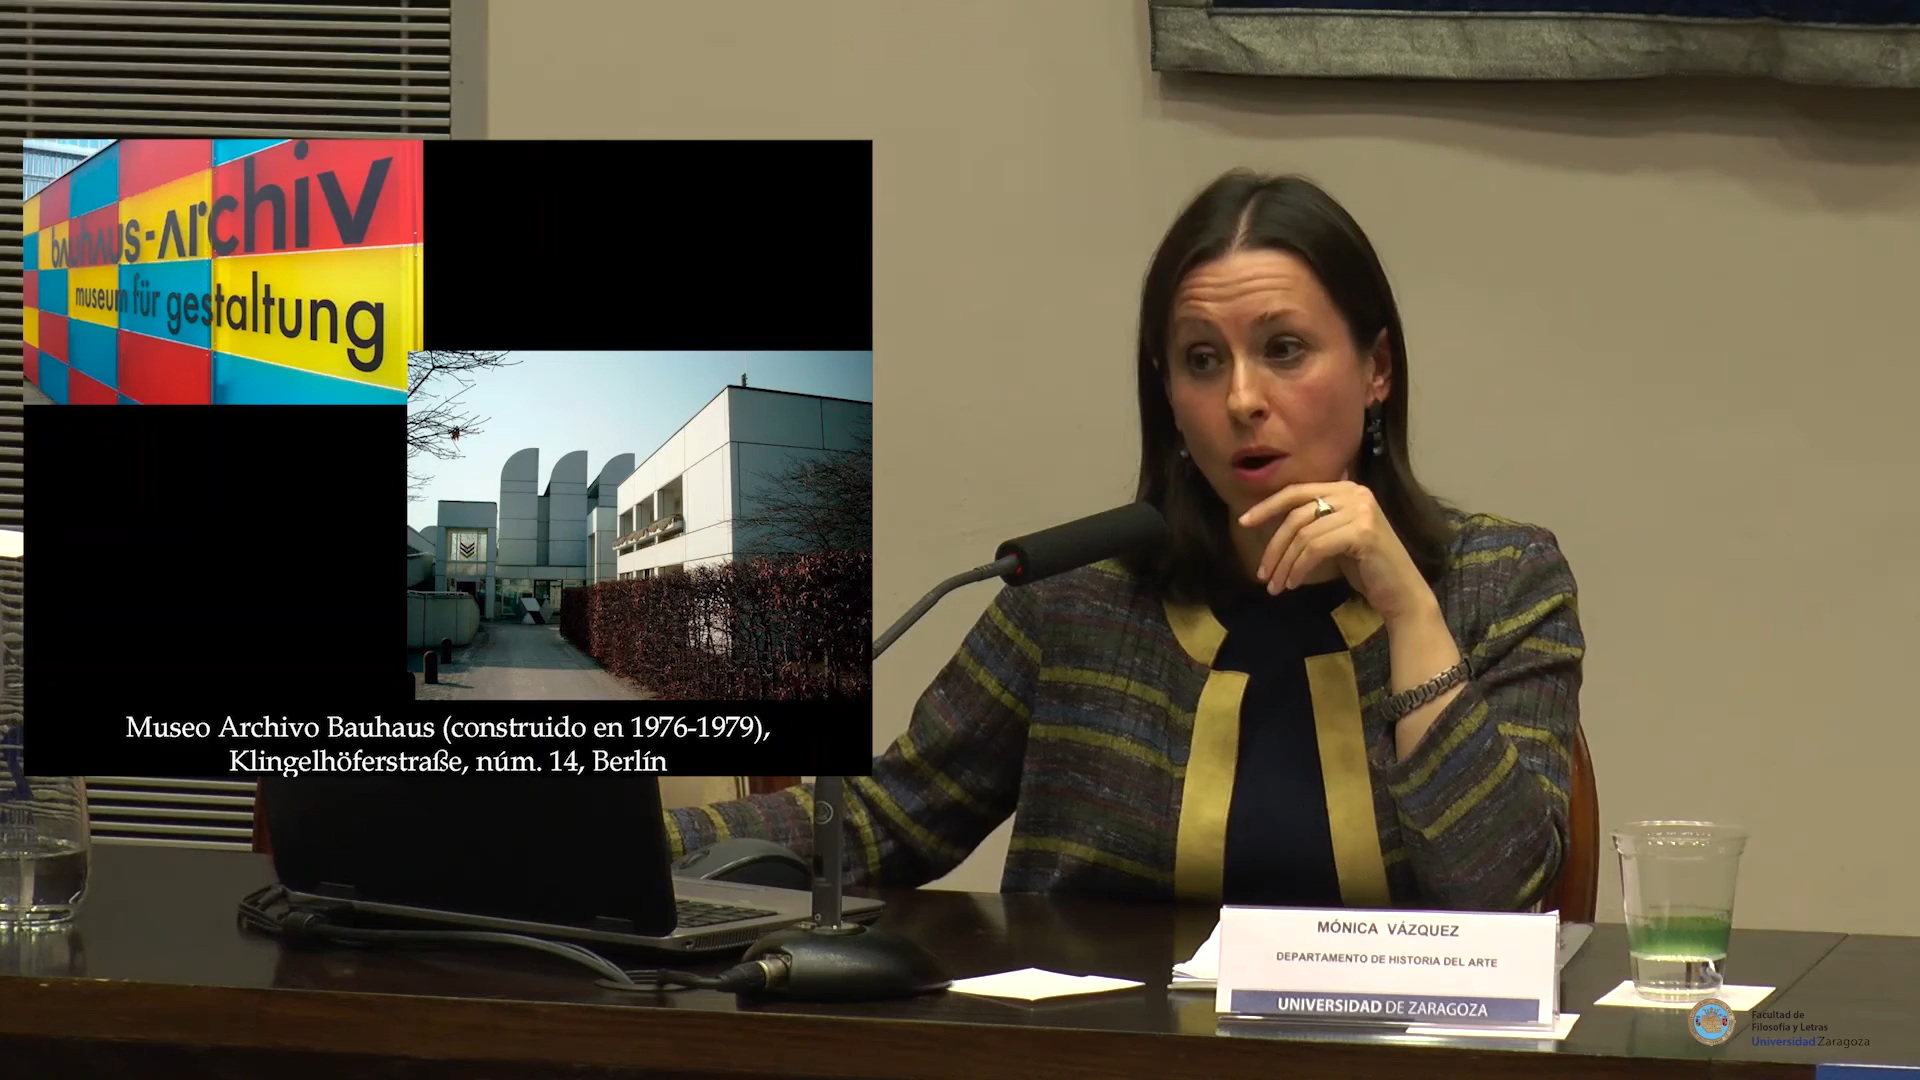 bauhaus-archiv
museum für gestaltung
Museo Archivo Bauhaus (construido en 1976-1979),
Klingelhöferstraße, núm. 14, Berlín
MÓNICA VÁZQUEZ
DEPARTAMENTO DE HISTORIA DEL ARTE
UNIVERSIDAD DE ZARAGOZA
Facultad de
Filosofía y Letras
Universidad Zaragoza